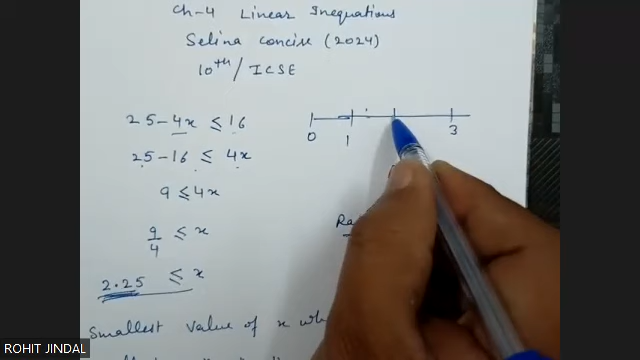 Ch-4 Linear Inequations
Selina Concise (2024)
10th / ICSE
25-4x ≤ 16
25-16 ≤ 4x
9 ≤ 4x
9/4 ≤ x
2.25 ≤ x
0 1 3
Smallest value of x
ROHIT JINDAL